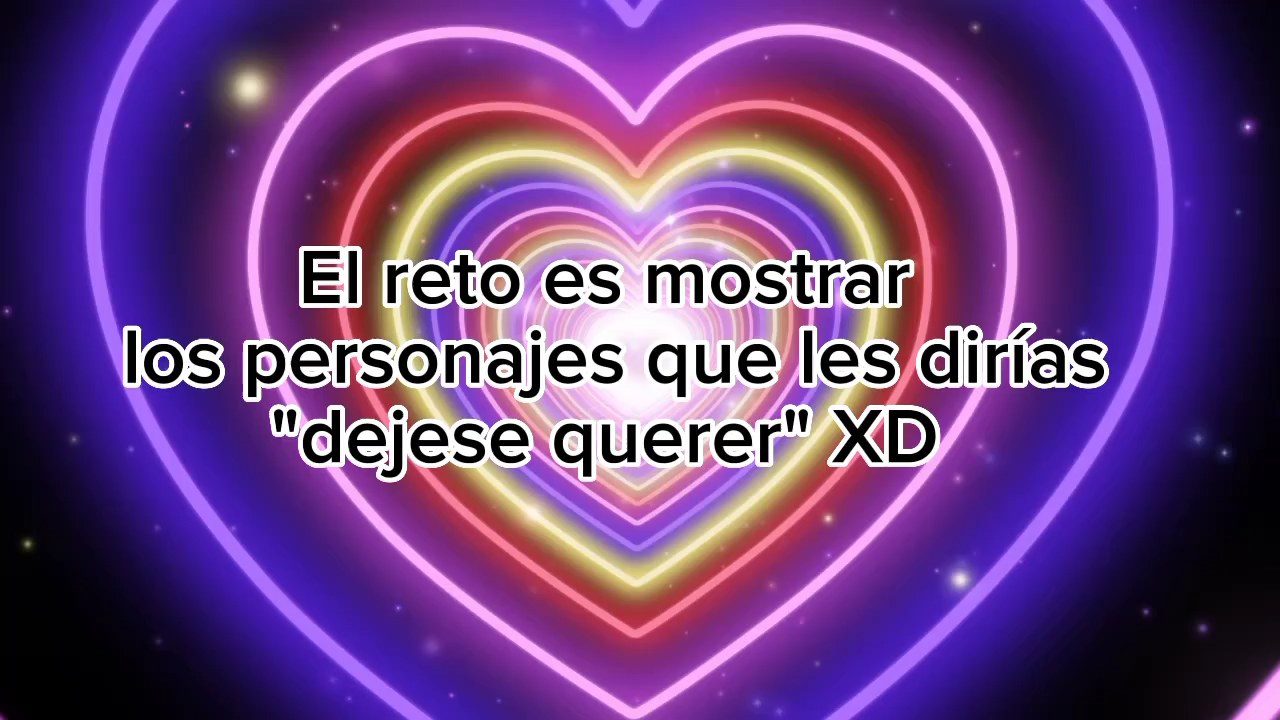 El reto es mostrar
los personajes que les dirías
"dejese querer" XD